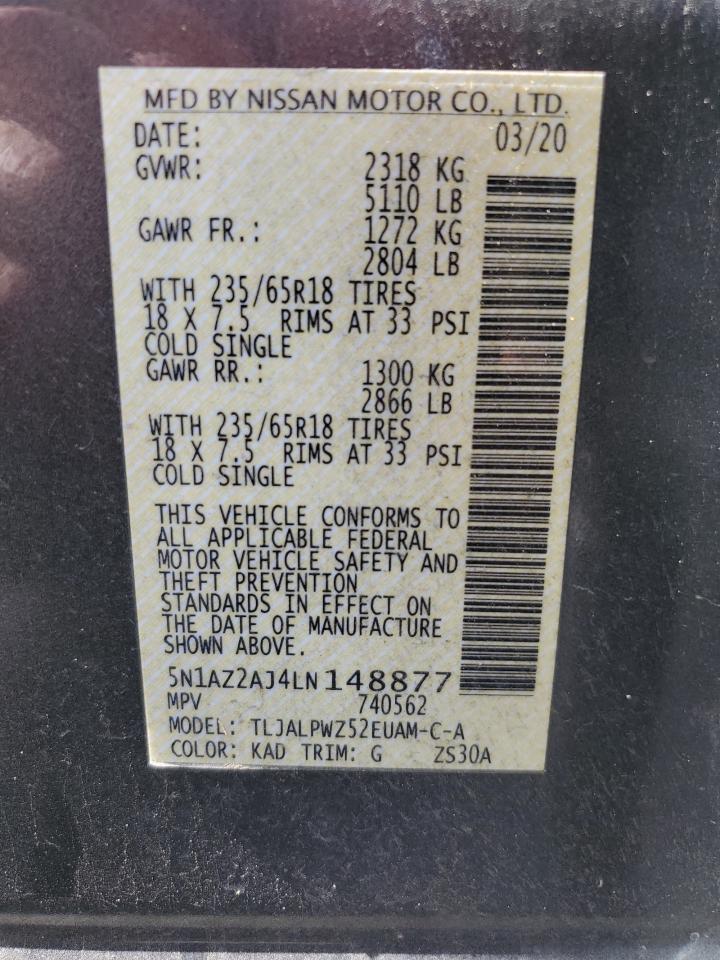 MFD BY NISSAN MOTOR CO., LTD.
DATE: 03/20
GVWR: 2318 KG
5110 LB
GAWR FR.: 1272 KG
2804 LB
WITH 235/65R18 TIRES
18 X 7.5 RIMS AT 33 PSI
COLD SINGLE
GAWR RR.: 1300 KG
2866 LB
WITH 235/65R18 TIRES
18 X 7.5 RIMS AT 33 PSI
COLD SINGLE
THIS VEHICLE CONFORMS TO
ALL APPLICABLE FEDERAL
MOTOR VEHICLE SAFETY AND
THEFT PREVENTION
STANDARDS IN EFFECT ON
THE DATE OF MANUFACTURE
SHOWN ABOVE.
5N1AZ2AJ4LN148877
MPV 740562
MODEL: TLJALPWZ52EUAM-C-A
COLOR: KAD TRIM: G ZS30A